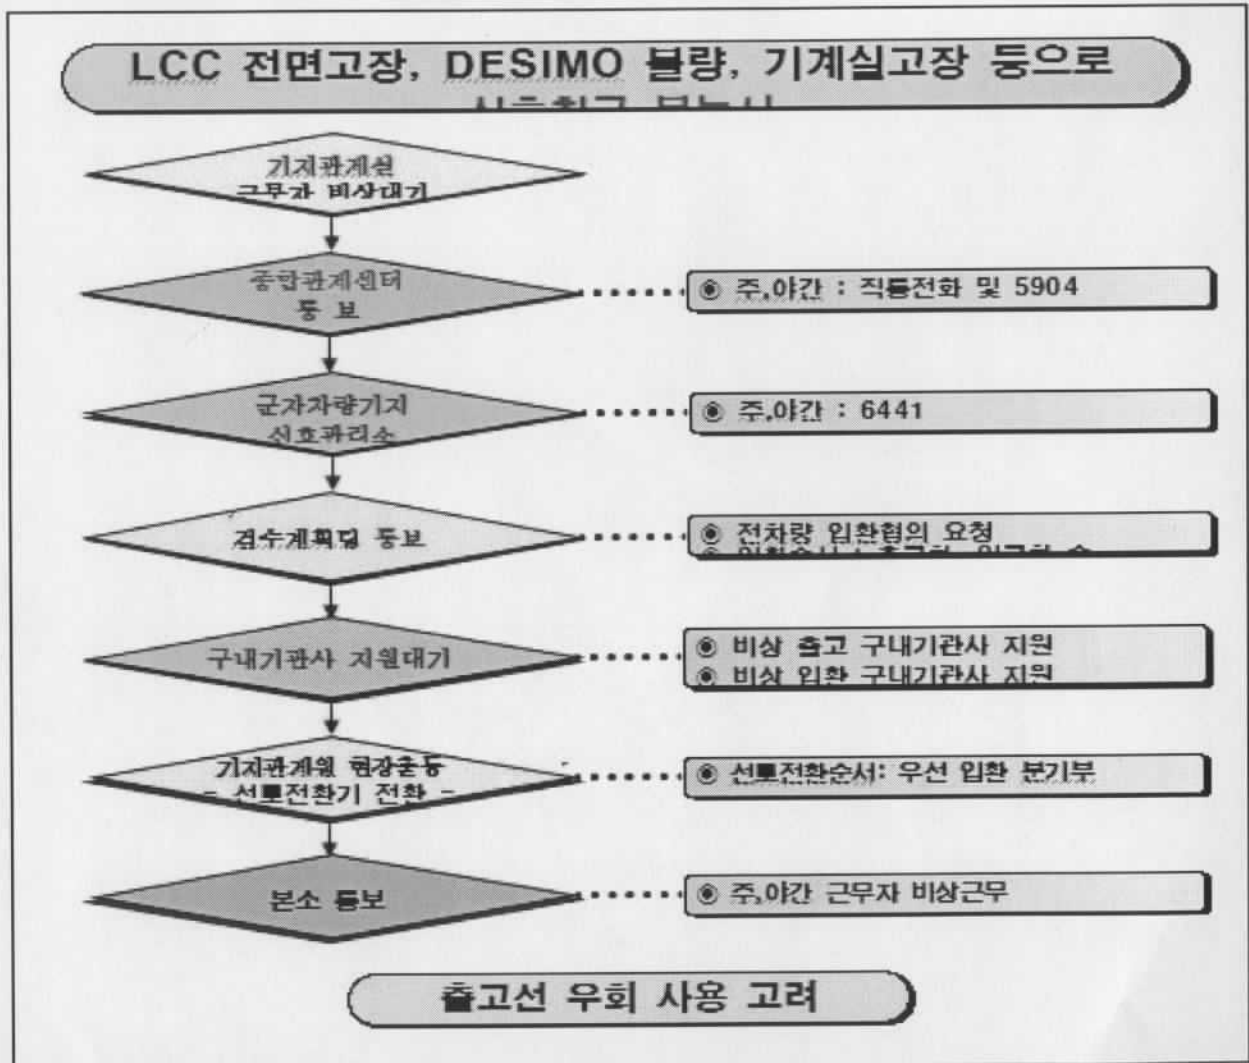 LCC 전면고장, DESIMO 불량, 기계실고장 등으로
기지관제실
근무자 비상대기
종합관제센터
통 보
◉ 주,야간 : 직통전화 및 5904
군자차량기지
신호관리소
◉ 주,야간 : 6441
검수계획팀 통보
◉ 전차량 입환협의 요청
구내기관사 지원대기
◉ 비상 출고 구내기관사 지원
◉ 비상 입환 구내기관사 지원
기지관제원 현장출동
- 선로전환기 전환 -
◉ 선로전환순서: 우선 입환 분기부
본소 통보
◉ 주,야간 근무자 비상근무
출고선 우회 사용 고려